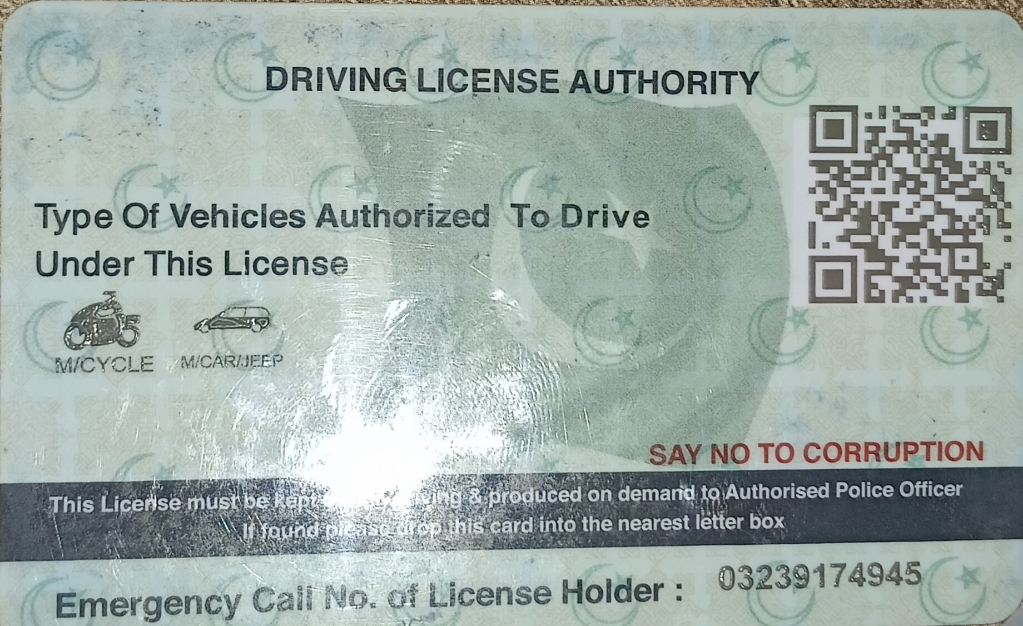 DRIVING LICENSE AUTHORITY
Type Of Vehicles Authorized To Drive
Under This License
M/CYCLE M/CAR/JEEP
SAY NO TO CORRUPTION
This License must be kept & produced on demand to Authorised Police Officer
If found please drop this card into the nearest letter box
Emergency Call No. of License Holder : 03239174945